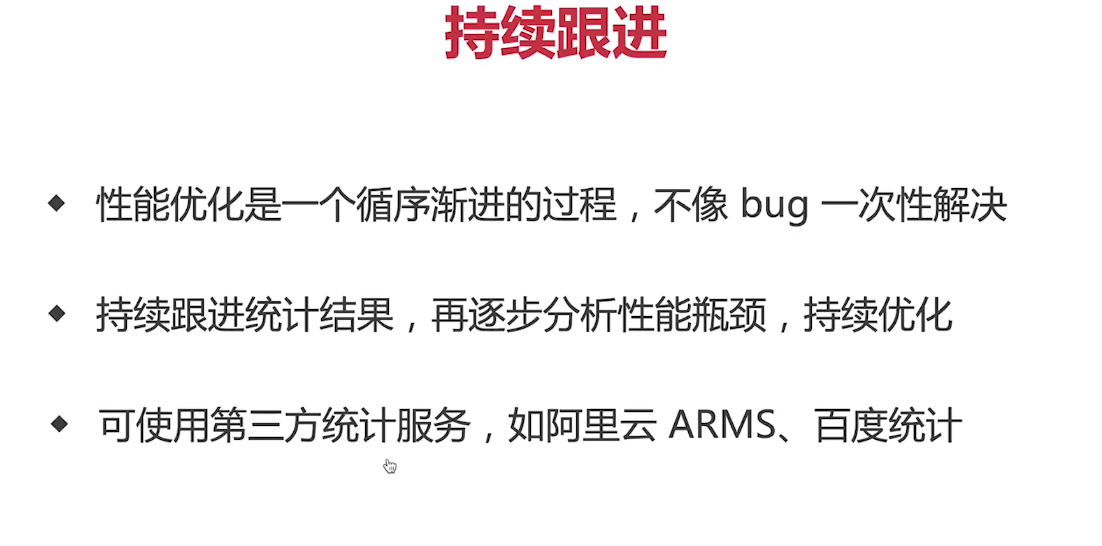 持续跟进
◆ 性能优化是一个循序渐进的过程，不像 bug 一次性解决
◆ 持续跟进统计结果，再逐步分析性能瓶颈，持续优化
◆ 可使用第三方统计服务，如阿里云 ARMS、百度统计